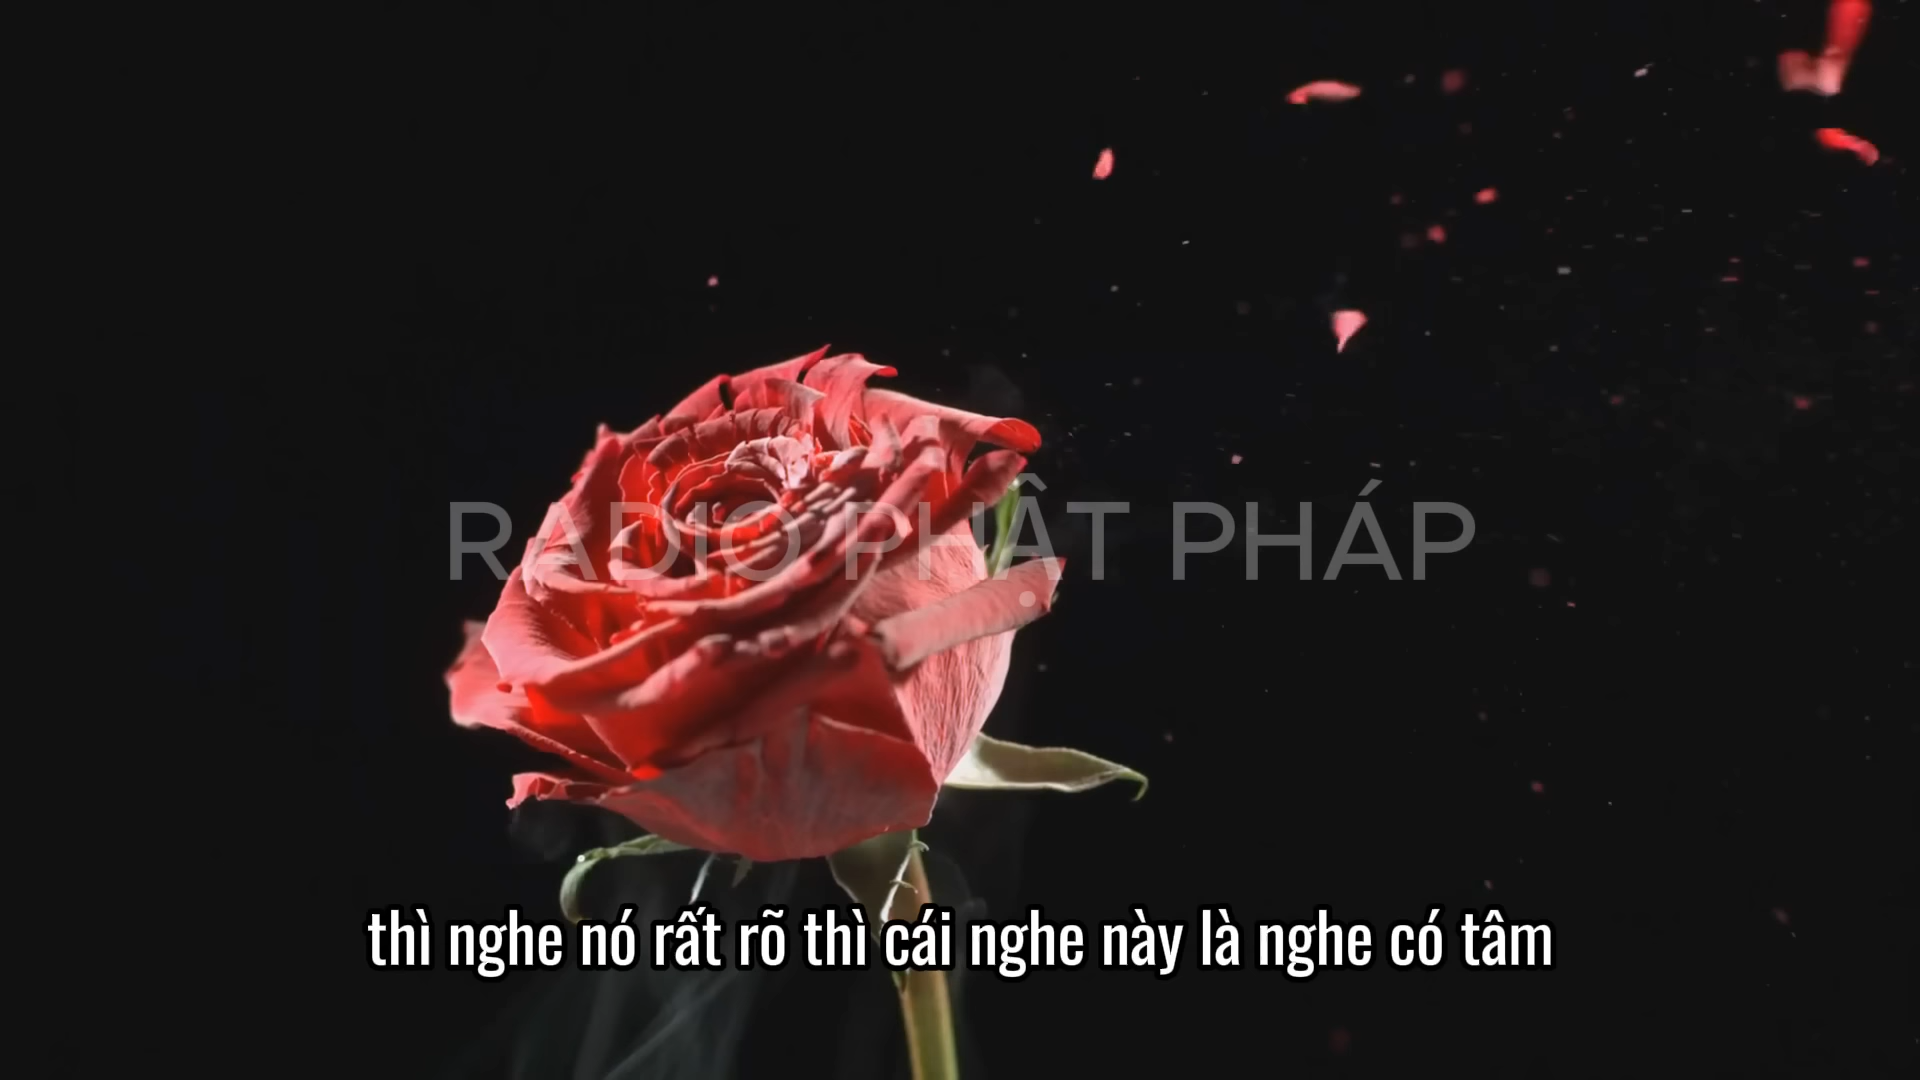 RADIO PHẬT PHÁP
thì nghe nó rất rõ thì cái nghe này là nghe có tâm